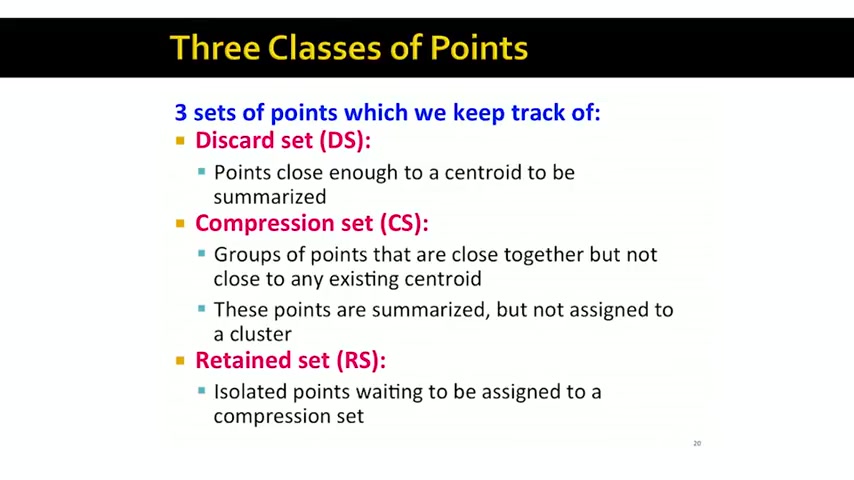 Three Classes of Points
3 sets of points which we keep track of:
Discard set (DS):
Points close enough to a centroid to be
summarized
Compression set (CS):
Groups of points that are close together but not
close to any existing centroid
These points are summarized, but not assigned to
a cluster
Retained set (RS):
Isolated points waiting to be assigned to a
compression set
20